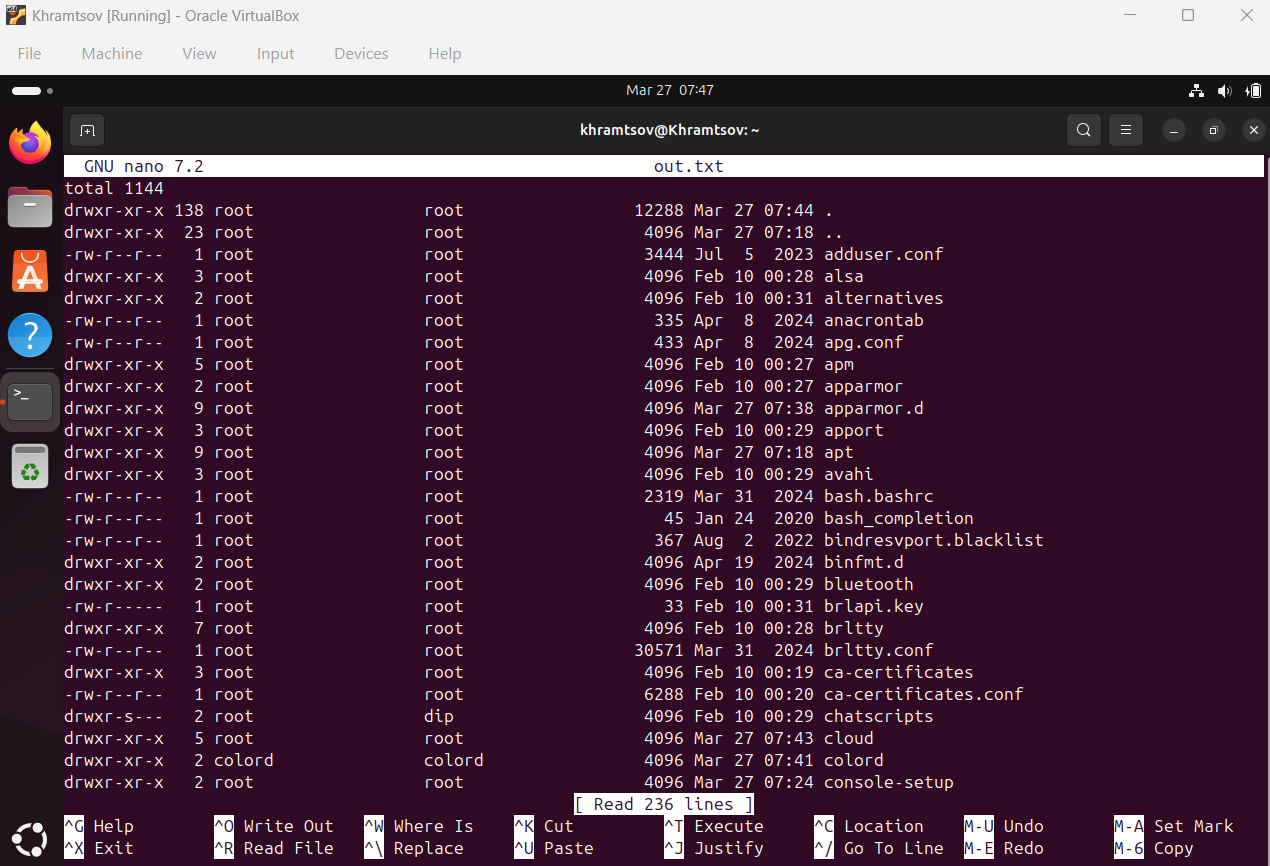 Khramtsov [Running] - Oracle VirtualBox
File Machine View Input Devices Help
Mar 27 07:47
khramtsov@Khramtsov: ~
GNU nano 7.2 out.txt
total 1144
drwxr-xr-x 138 root root 12288 Mar 27 07:44 .
drwxr-xr-x 23 root root 4096 Mar 27 07:18 ..
-rw-r--r-- 1 root root 3444 Jul 5 2023 adduser.conf
drwxr-xr-x 3 root root 4096 Feb 10 00:28 alsa
drwxr-xr-x 2 root root 4096 Feb 10 00:31 alternatives
-rw-r--r-- 1 root root 335 Apr 8 2024 anacrontab
-rw-r--r-- 1 root root 433 Apr 8 2024 apg.conf
drwxr-xr-x 5 root root 4096 Feb 10 00:27 apm
drwxr-xr-x 2 root root 4096 Feb 10 00:27 apparmor
drwxr-xr-x 9 root root 4096 Mar 27 07:38 apparmor.d
drwxr-xr-x 3 root root 4096 Feb 10 00:29 apport
drwxr-xr-x 9 root root 4096 Mar 27 07:18 apt
drwxr-xr-x 3 root root 4096 Feb 10 00:29 avahi
-rw-r--r-- 1 root root 2319 Mar 31 2024 bash.bashrc
-rw-r--r-- 1 root root 45 Jan 24 2020 bash_completion
-rw-r--r-- 1 root root 367 Aug 2 2022 bindresvport.blacklist
drwxr-xr-x 2 root root 4096 Apr 19 2024 binfmt.d
drwxr-xr-x 2 root root 4096 Feb 10 00:29 bluetooth
-rw-r----- 1 root root 33 Feb 10 00:31 brlapi.key
drwxr-xr-x 7 root root 4096 Feb 10 00:28 brltty
-rw-r--r-- 1 root root 30571 Mar 31 2024 brltty.conf
drwxr-xr-x 3 root root 4096 Feb 10 00:19 ca-certificates
-rw-r--r-- 1 root root 6288 Feb 10 00:20 ca-certificates.conf
drwxr-s--- 2 root dip 4096 Feb 10 00:29 chatscripts
drwxr-xr-x 5 root root 4096 Mar 27 07:43 cloud
drwxr-xr-x 2 colord colord 4096 Mar 27 07:41 colord
drwxr-xr-x 2 root root 4096 Mar 27 07:24 console-setup
[ Read 236 lines ]
^G Help ^O Write Out ^W Where Is ^K Cut ^T Execute ^C Location M-U Undo M-A Set Mark
^X Exit ^R Read File ^\ Replace ^U Paste ^J Justify ^/ Go To Line M-E Redo M-6 Copy